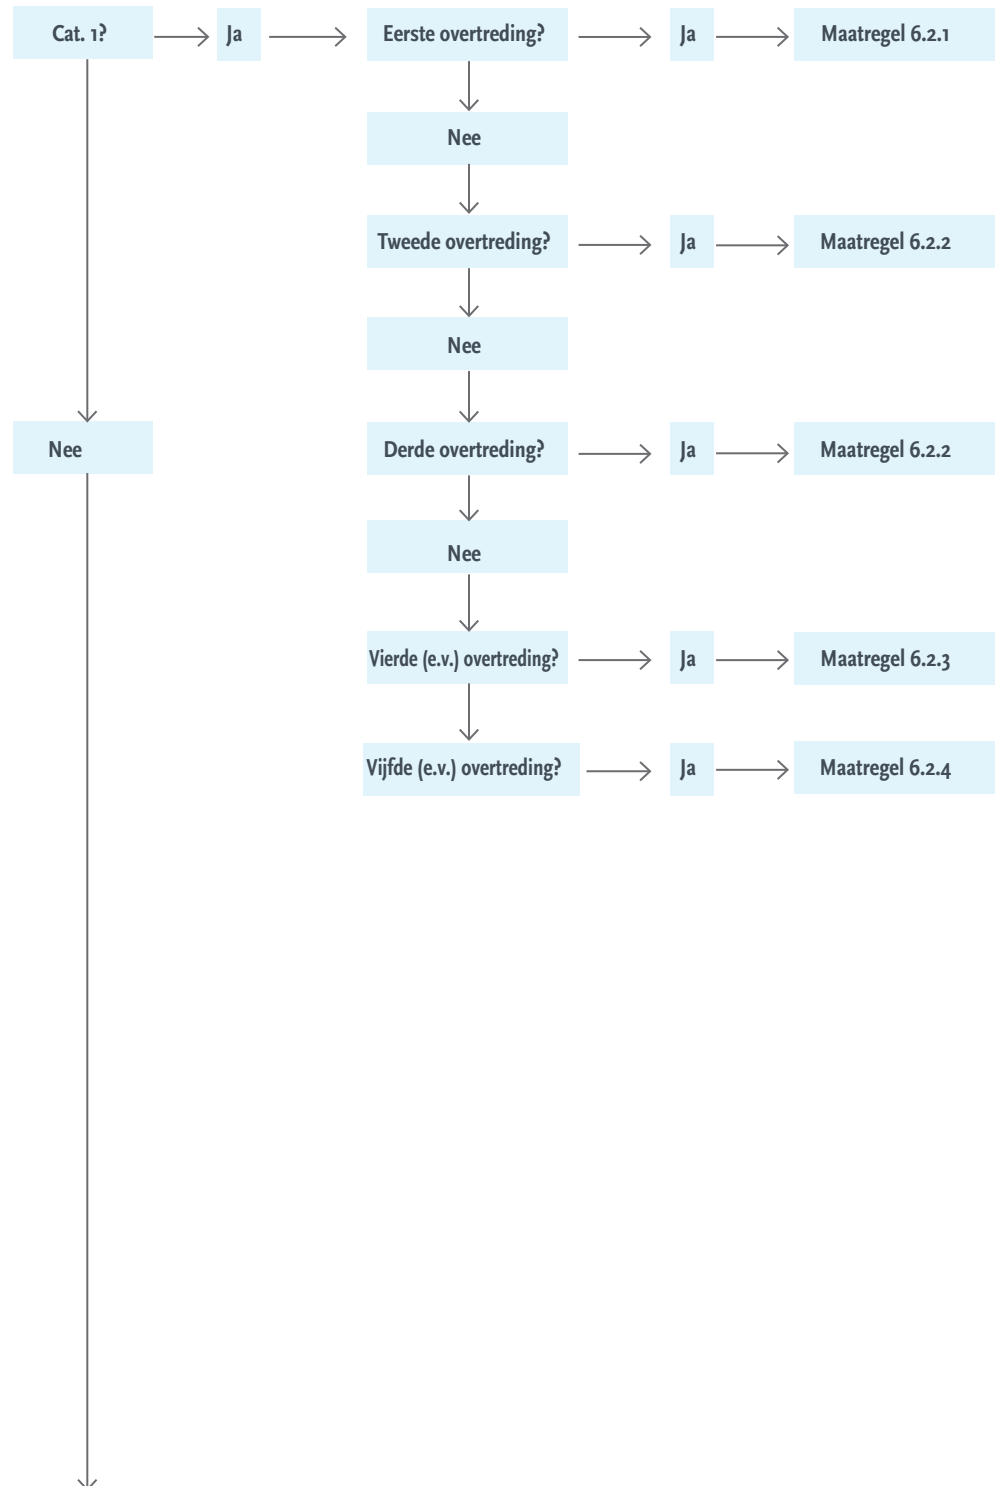 Cat. 1?
Ja
Eerste overtreding?
Ja
Maatregel 6.2.1
Nee
Tweede overtreding?
Ja
Maatregel 6.2.2
Nee
Nee
Derde overtreding?
Ja
Maatregel 6.2.2
Nee
Vierde (e.v.) overtreding?
Ja
Maatregel 6.2.3
Vijfde (e.v.) overtreding?
Ja
Maatregel 6.2.4